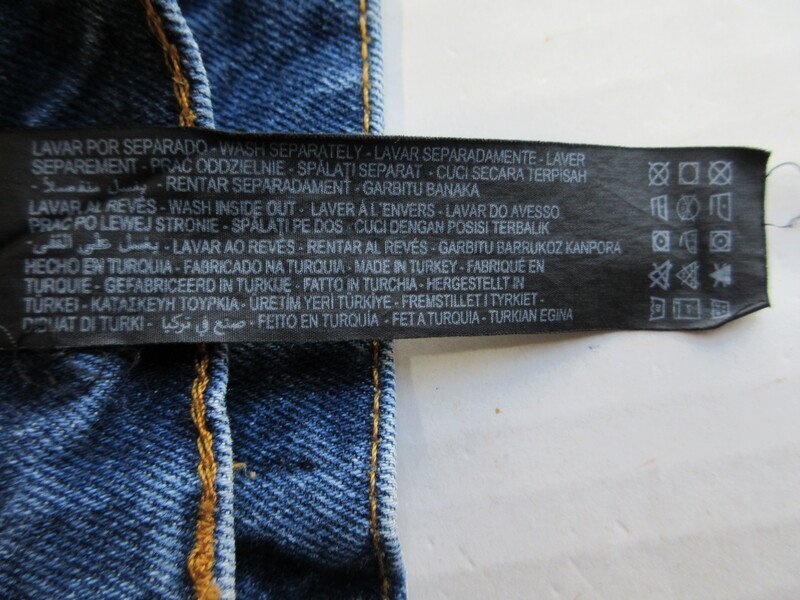 LAVAR POR SEPARADO - WASH SEPARATELY - LAVAR SEPARADAMENTE - LAVER
SEPAREMENT - PRAĆ ODDZIELNIE - SPĂLAŢI SEPARAT - CUCI SECARA TERPISAH
يغسل منفصلاً - RENTAR SEPARADAMENT - GARBITU BANAKA
LAVAR AL REVÉS - WASH INSIDE OUT - LAVER À L'ENVERS - LAVAR DO AVESSO
PRAĆ PO LEWEJ STRONIE - SPĂLAŢI PE DOS - CUCI DENGAN POSISI TERBALIK
يغسل على القفى - LAVAR AO REVÉS - RENTAR AL REVÉS - GARBITU BARRUKOZ KANPORA
HECHO EN TURQUIA - FABRICADO NA TURQUIA - MADE IN TURKEY - FABRIQUÉ EN
TURQUIE - GEFABRICEERD IN TURKIJE - FATTO IN TURCHIA - HERGESTELLT IN
TÜRKEI - ΚΑΤΑΣΚΕΥΗ ΤΟΥΡΚΙΑ - ÜRETİM YERİ TÜRKİYE - FREMSTILLET I TYRKIET -
DIBUAT DI TURKI - صنع في تركيا - FEITO EN TURQUÍA - FET A TURQUIA - TURKIAN EGINA